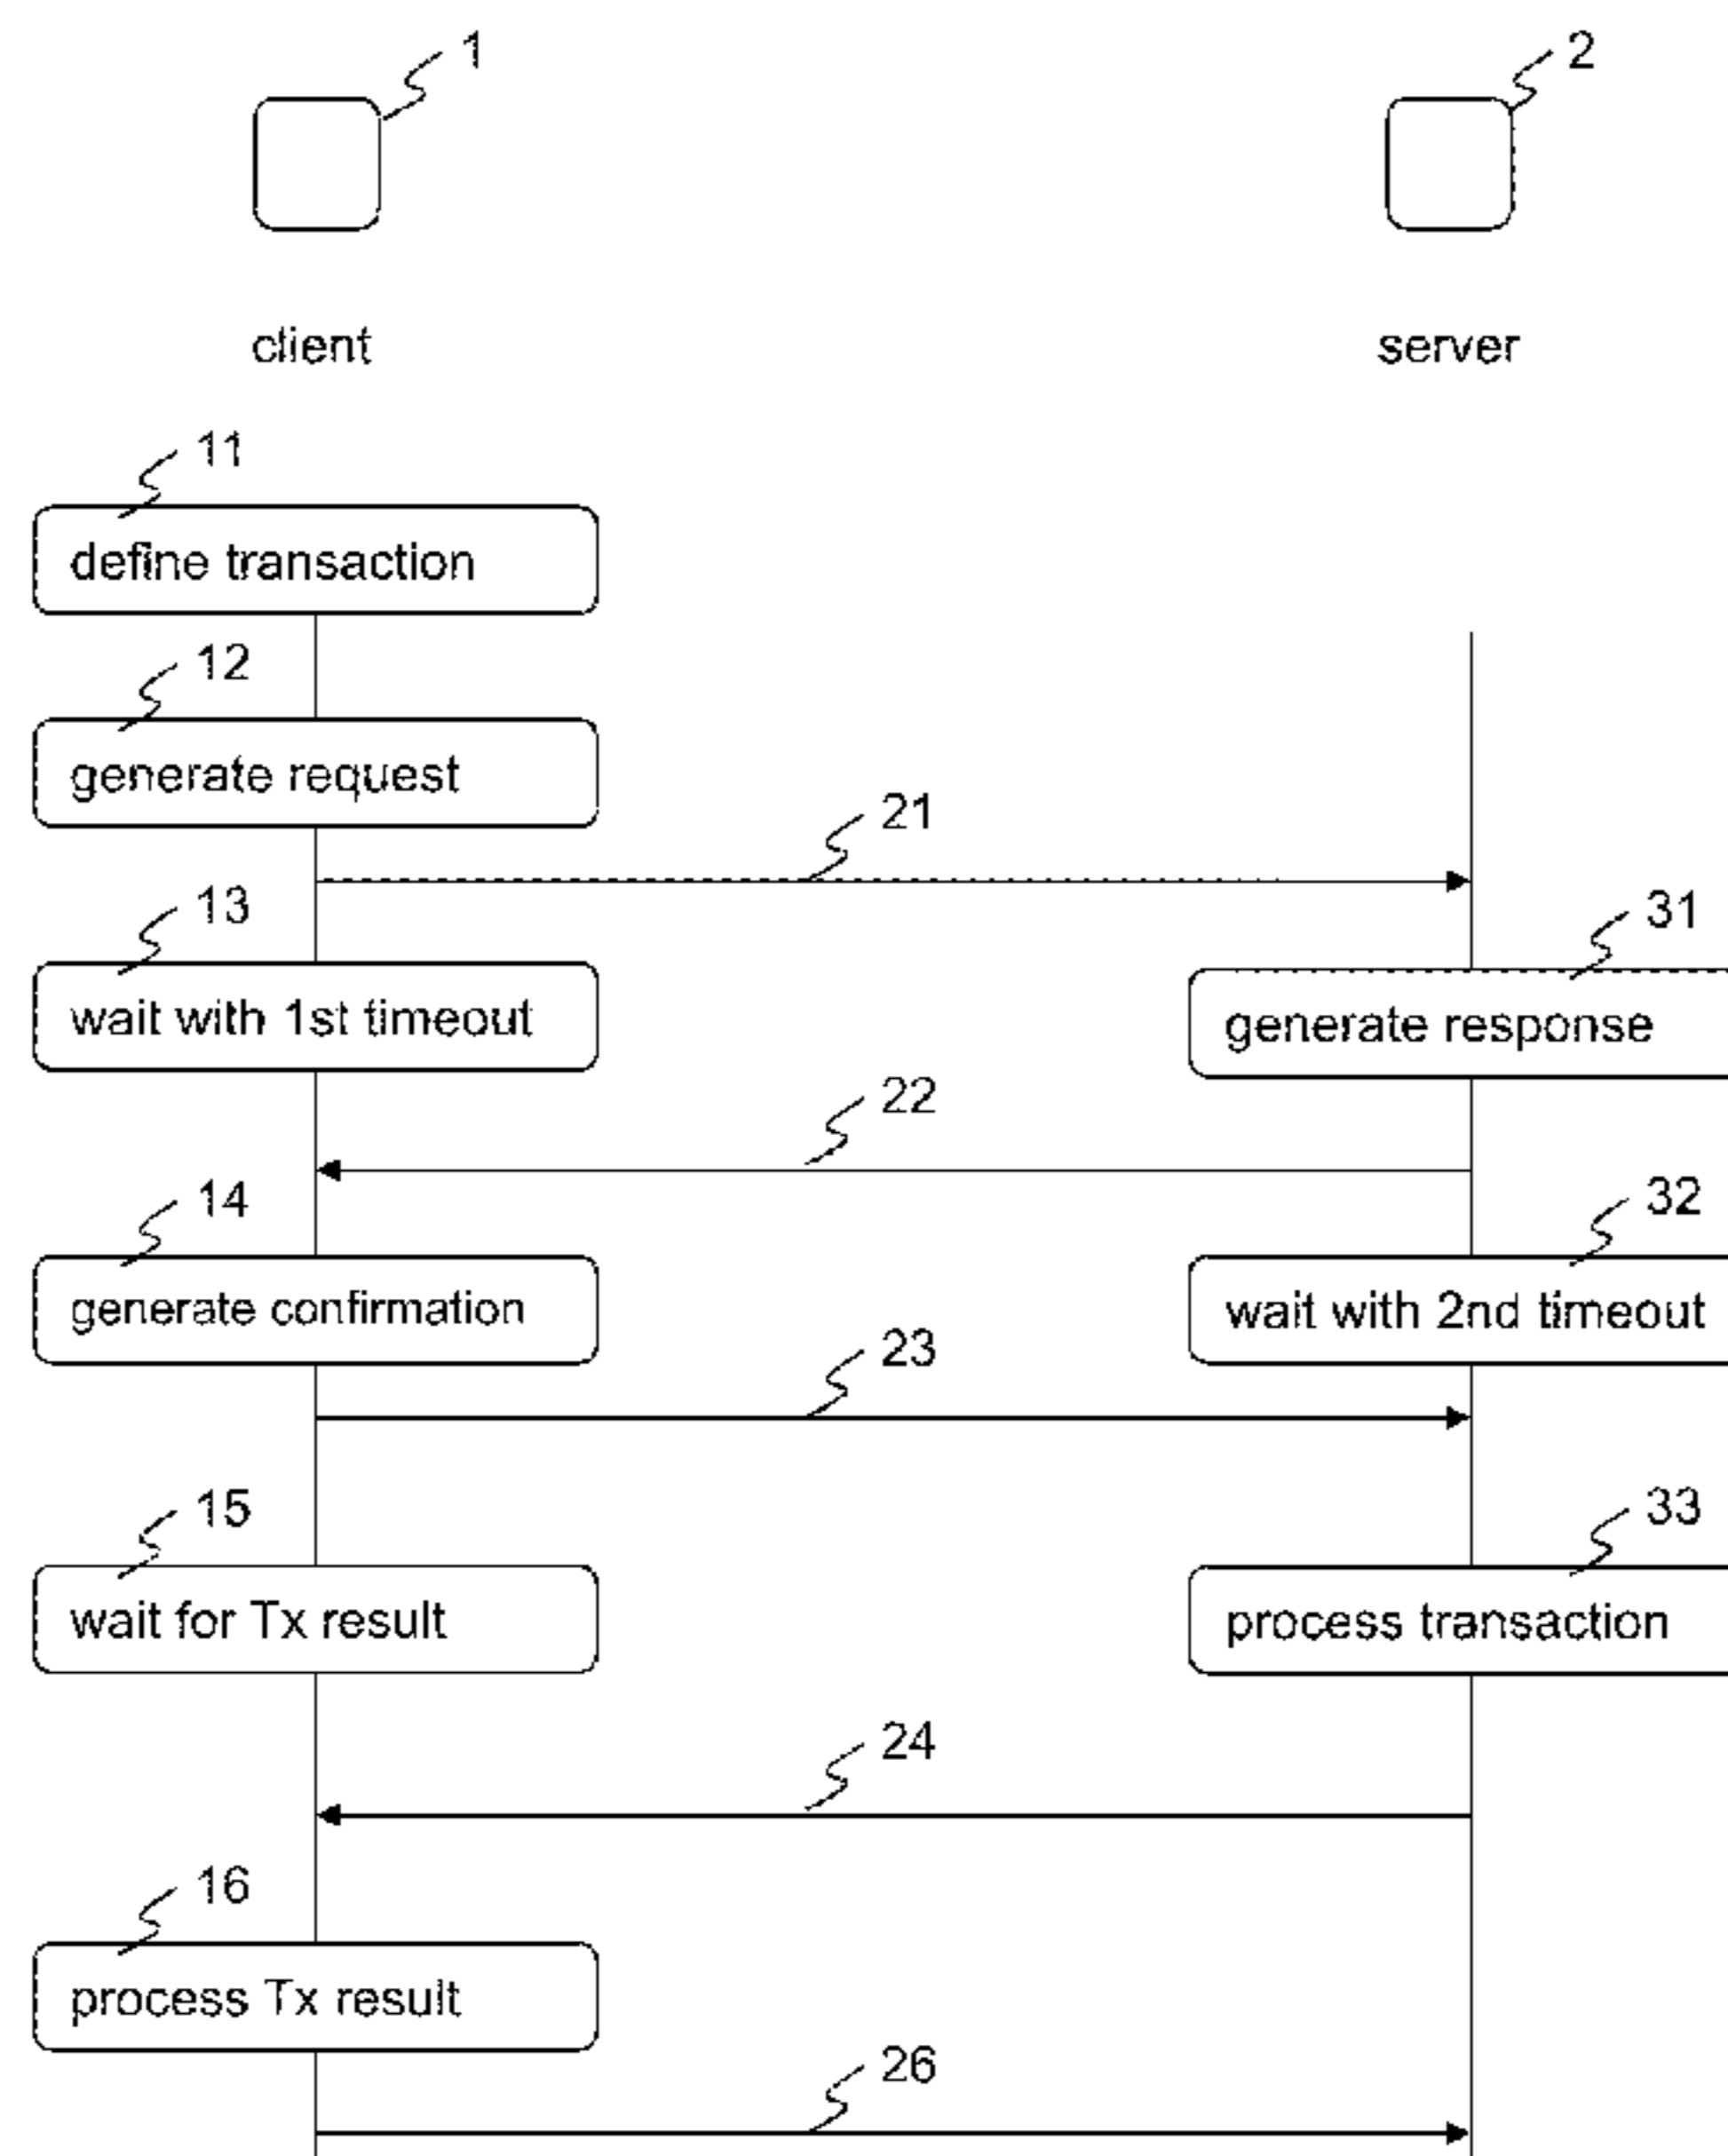 1
2
client
server
11
define transaction
12
generate request
21
13
31
wait with 1st timeout
generate response
22
14
32
generate confirmation
wait with 2nd timeout
23
15
33
wait for Tx result
process transaction
24
16
process Tx result
26